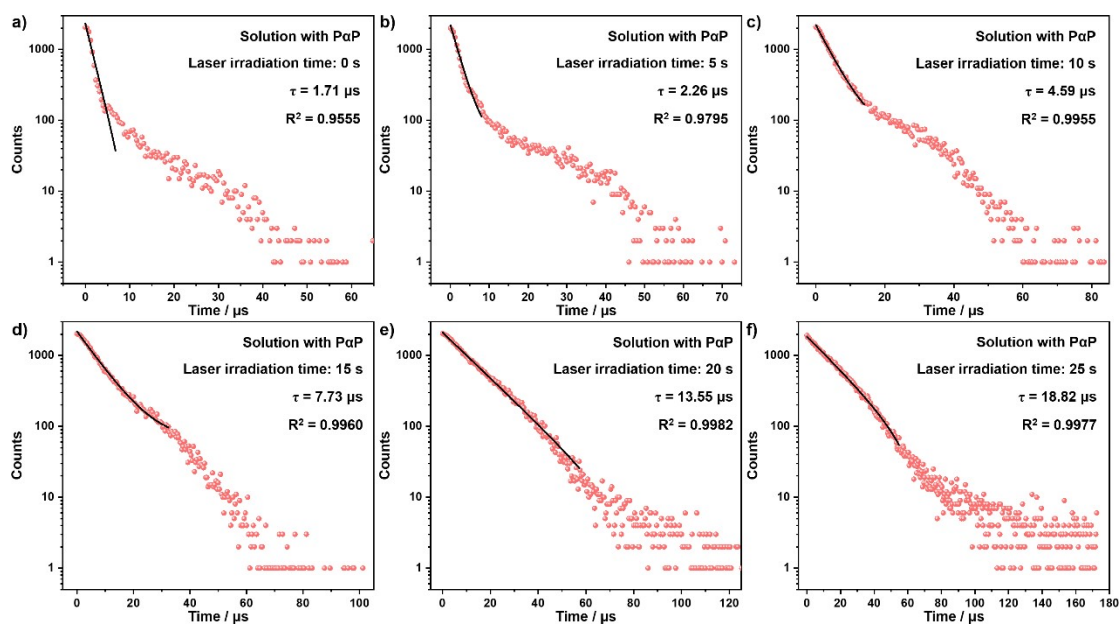 a)
Solution with PαP
Laser irradiation time: 0 s
τ = 1.71 μs
R² = 0.9555
Counts
1000
100
10
1
0 10 20 30 40 50 60
Time / μs
b)
Solution with PαP
Laser irradiation time: 5 s
τ = 2.26 μs
R² = 0.9795
Counts
1000
100
10
1
0 10 20 30 40 50 60 70
Time / μs
c)
Solution with PαP
Laser irradiation time: 10 s
τ = 4.59 μs
R² = 0.9955
Counts
1000
100
10
1
0 20 40 60 80
Time / μs
d)
Solution with PαP
Laser irradiation time: 15 s
τ = 7.73 μs
R² = 0.9960
Counts
1000
100
10
1
0 20 40 60 80 100
Time / μs
e)
Solution with PαP
Laser irradiation time: 20 s
τ = 13.55 μs
R² = 0.9982
Counts
1000
100
10
1
0 20 40 60 80 100 120
Time / μs
f)
Solution with PαP
Laser irradiation time: 25 s
τ = 18.82 μs
R² = 0.9977
Counts
1000
100
10
1
0 20 40 60 80 100 120 140 160 180
Time / μs